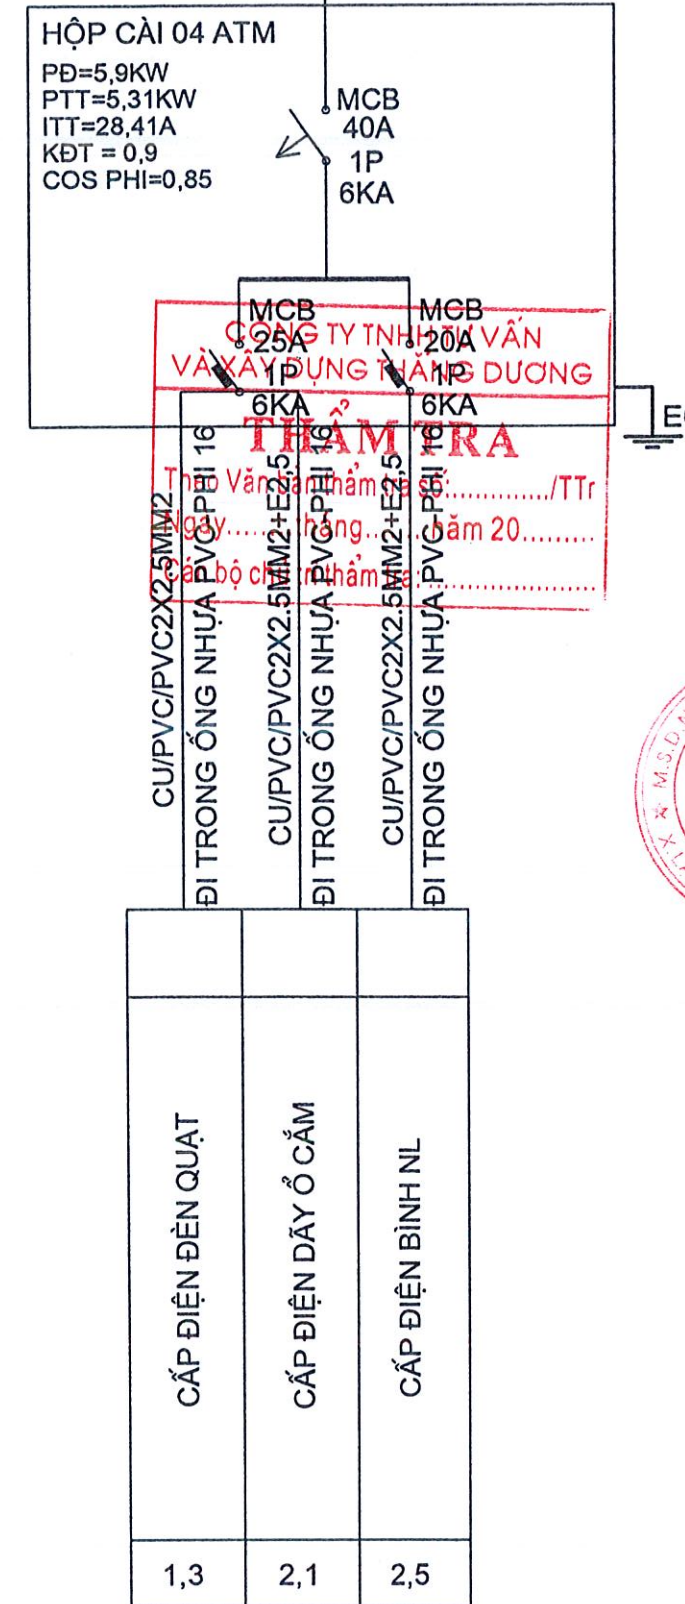 HỘP CÀI 04 ATM
PĐ=5,9KW
PTT=5,31KW
ITT=28,41A
KĐT = 0,9
COS PHI=0,85
MCB
40A
1P
6KA
MCB
25A
1P
6KA
MCB
20A
1P
6KA
CÔNG TY TNHH TƯ VẤN
VÀ XÂY DỰNG THĂNG DƯƠNG
THẨM TRA
Theo Văn bản thẩm tra số:............../TTr
Ngày....... tháng........ năm 20.........
Cán bộ chủ trì thẩm tra:.......................
CU/PVC/PVC2X2.5MM2
ĐI TRONG ỐNG NHỰA PVC PHI 16
CU/PVC/PVC2X2.5MM2+E2,5
ĐI TRONG ỐNG NHỰA PVC PHI 16
CU/PVC/PVC2X2.5MM2+E2,5
ĐI TRONG ỐNG NHỰA PVC PHI 16
M.S.D.N
CẤP ĐIỆN ĐÈN QUẠT
CẤP ĐIỆN DÃY Ổ CẮM
CẤP ĐIỆN BÌNH NL
1,3
2,1
2,5